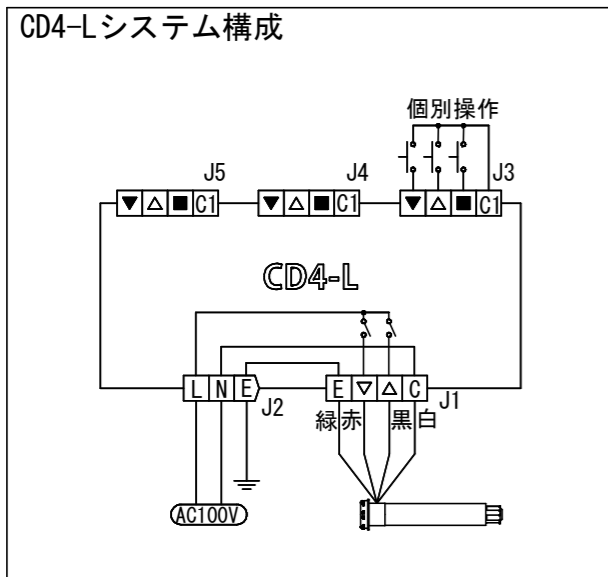 CD4-Lシステム構成
個別操作
J5 J4 J3
▼ △ ■ C1 ▼ △ ■ C1 ▼ △ ■ C1
CD4-L
L N E E ▽ △ C
J2 J1
緑 赤 黒 白
AC100V